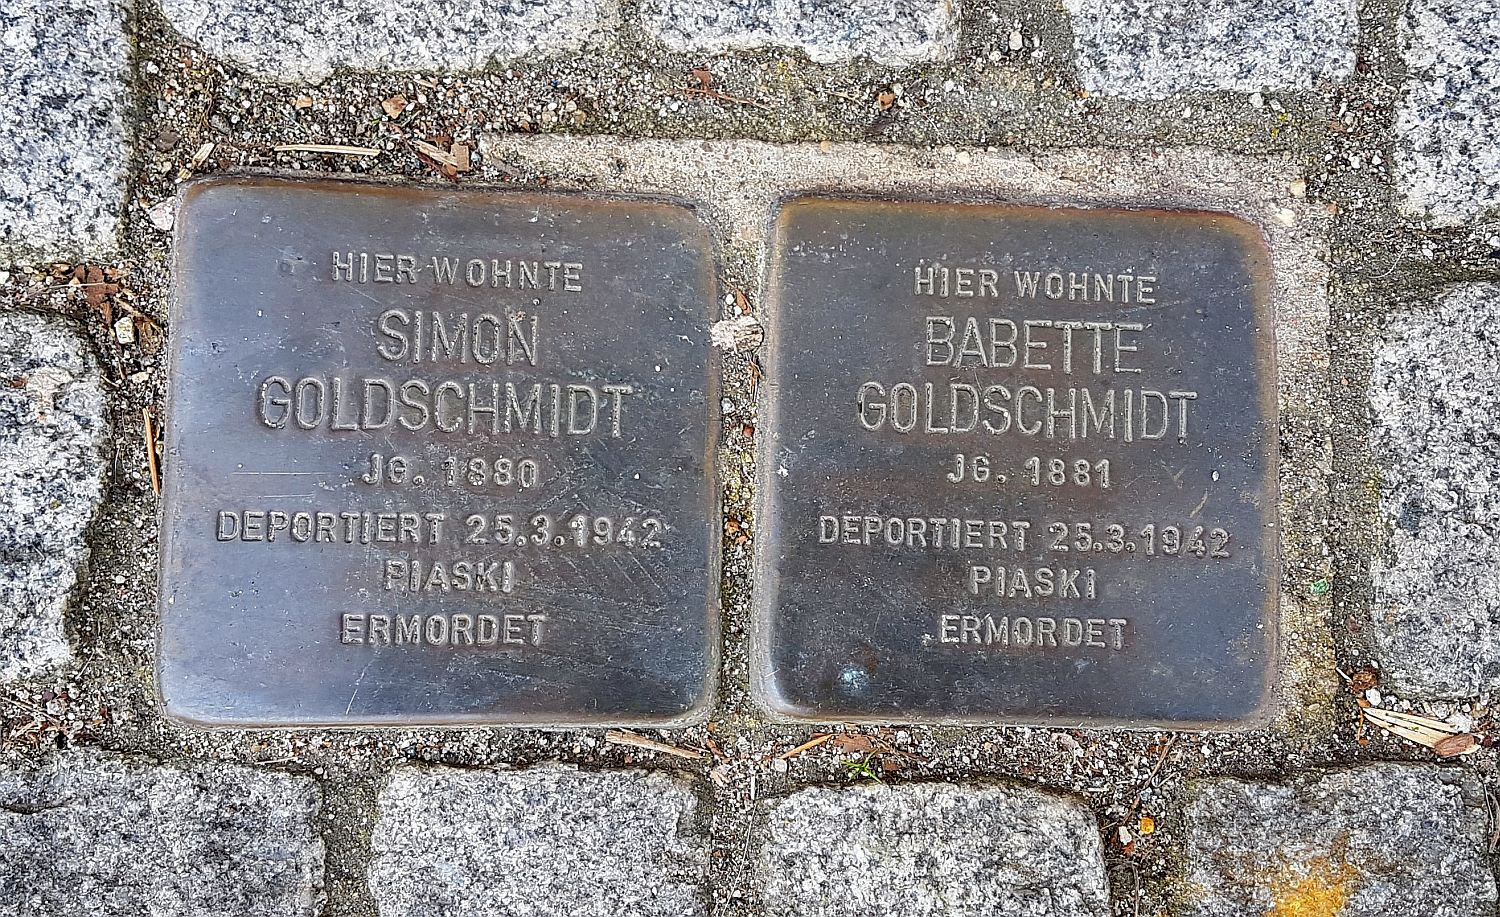 HIER WOHNTE
SIMON
GOLDSCHMIDT
JG. 1880
DEPORTIERT 25.3.1942
PIASKI
ERMORDET
HIER WOHNTE
BABETTE
GOLDSCHMIDT
JG. 1881
DEPORTIERT 25.3.1942
PIASKI
ERMORDET